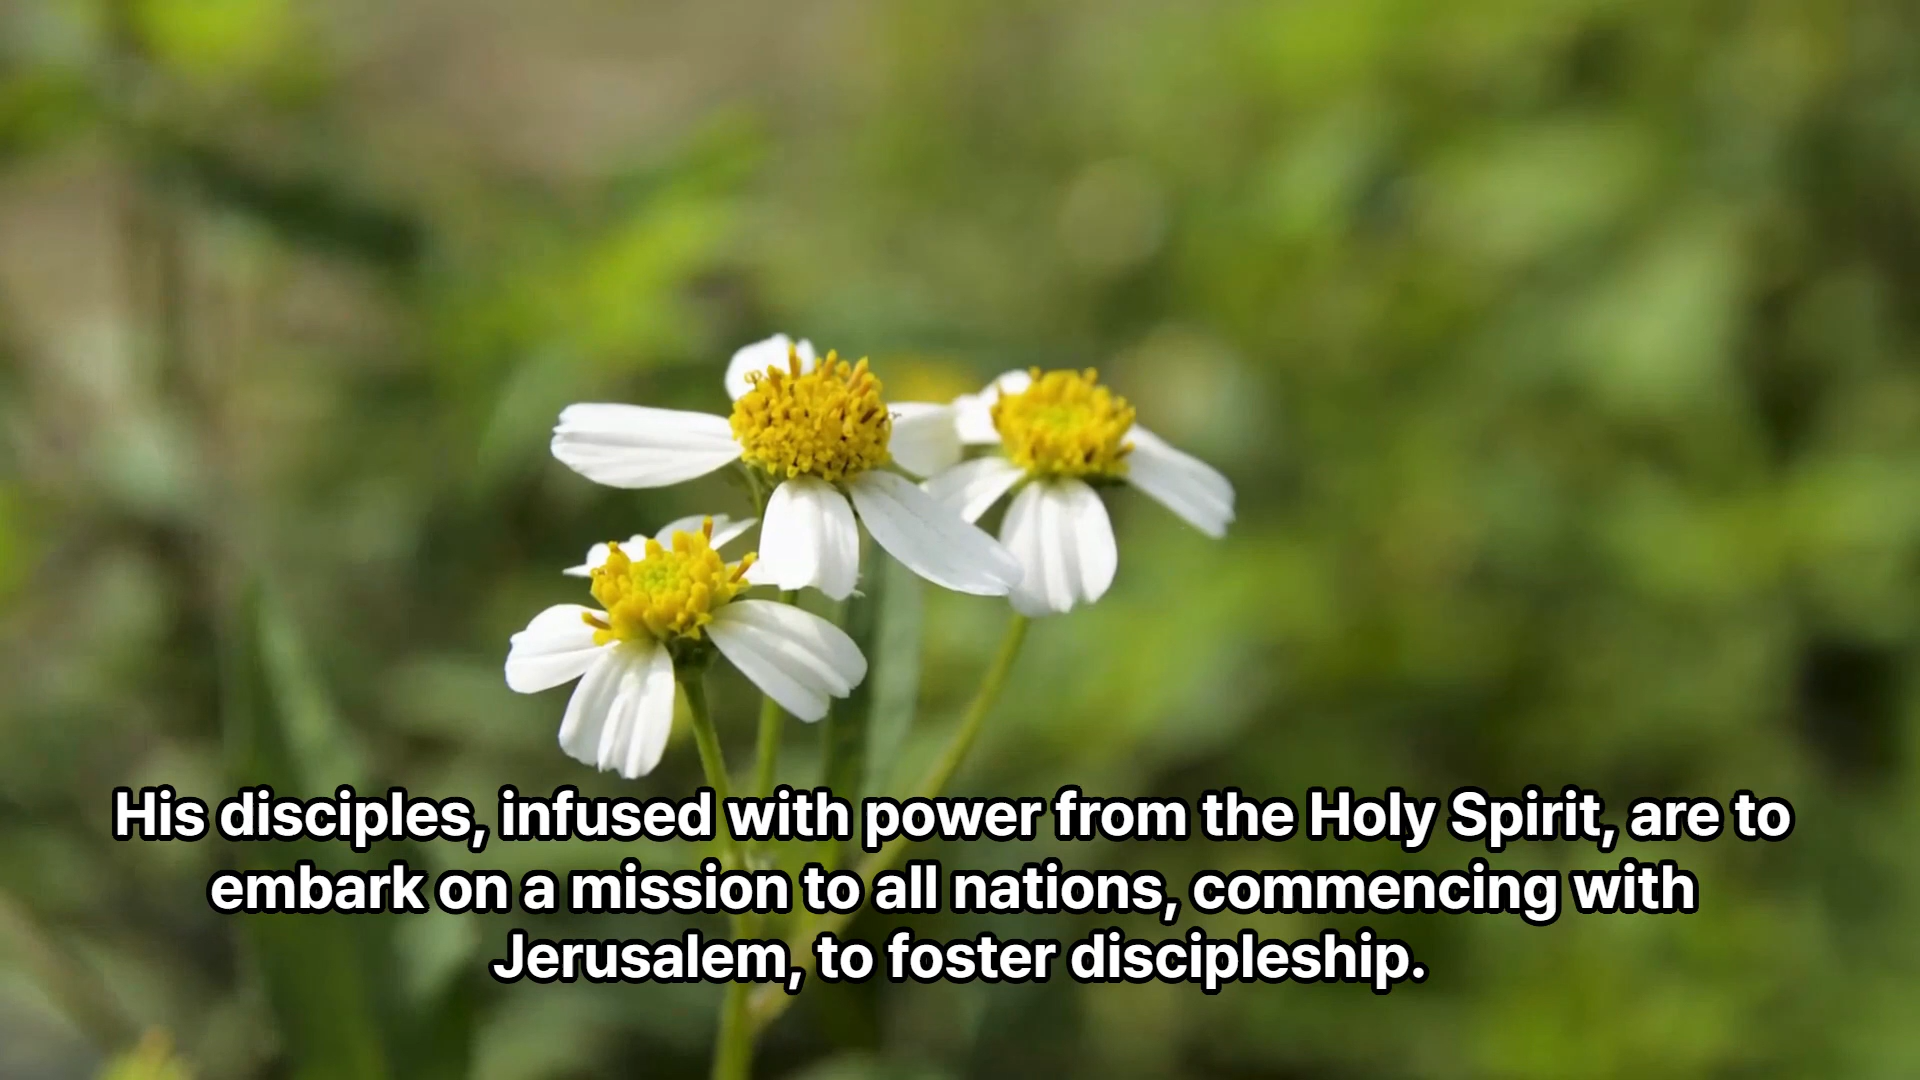 His disciples, infused with power from the Holy Spirit, are to
embark on a mission to all nations, commencing with
Jerusalem, to foster discipleship.